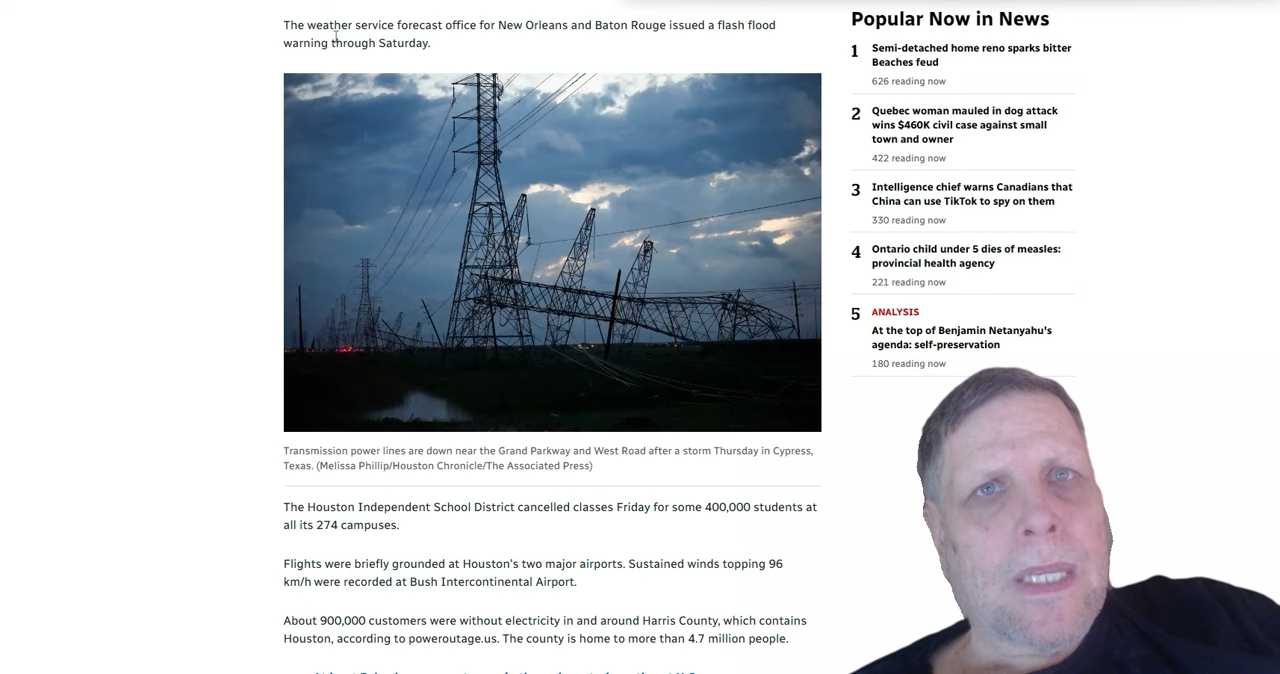 The weather service forecast office for New Orleans and Baton Rouge issued a flash flood
warning through Saturday.
Transmission power lines are down near the Grand Parkway and West Road after a storm Thursday in Cypress,
Texas. (Melissa Phillip/Houston Chronicle/The Associated Press)
The Houston Independent School District cancelled classes Friday for some 400,000 students at
all its 274 campuses.
Flights were briefly grounded at Houston's two major airports. Sustained winds topping 96
km/h were recorded at Bush Intercontinental Airport.
About 900,000 customers were without electricity in and around Harris County, which contains
Houston, according to poweroutage.us. The county is home to more than 4.7 million people.
Popular Now in News
1 Semi-detached home reno sparks bitter
Beaches feud
626 reading now
2 Quebec woman mauled in dog attack
wins $460K civil case against small
town and owner
422 reading now
3 Intelligence chief warns Canadians that
China can use TikTok to spy on them
330 reading now
4 Ontario child under 5 dies of measles:
provincial health agency
221 reading now
5 ANALYSIS
At the top of Benjamin Netanyahu's
agenda: self-preservation
180 reading now